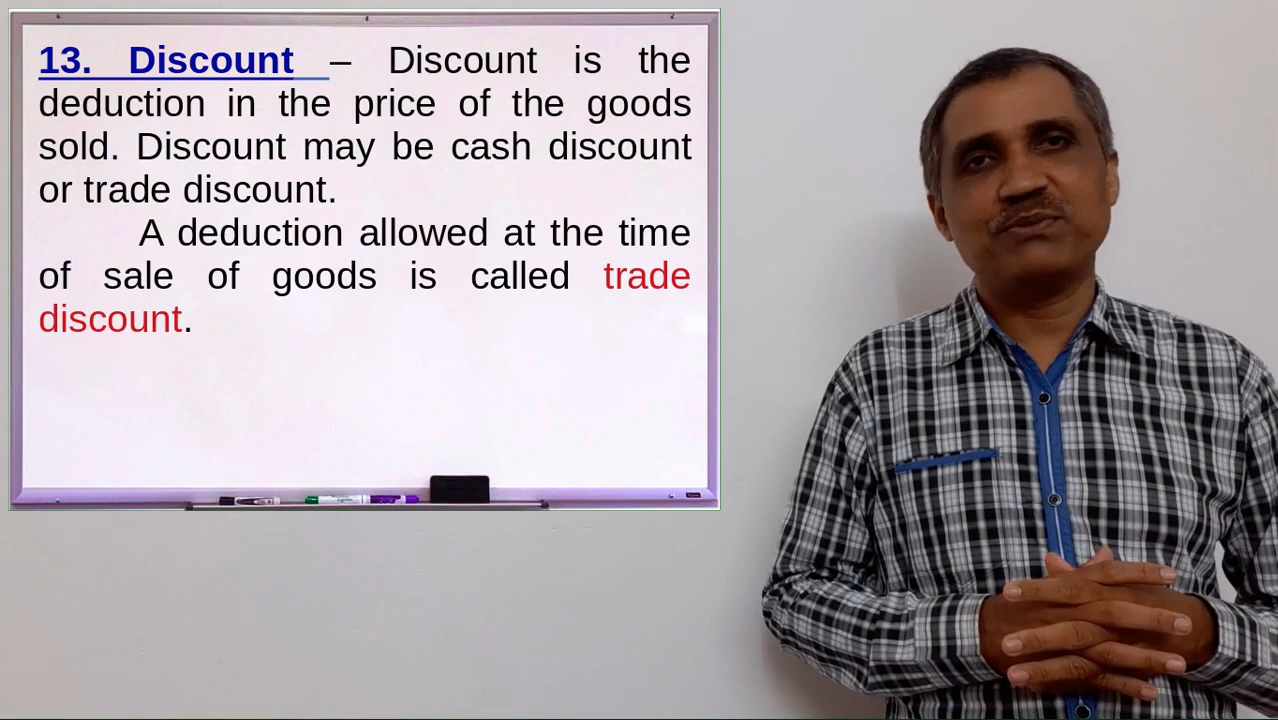 13. Discount – Discount is the
deduction in the price of the goods
sold. Discount may be cash discount
or trade discount.
A deduction allowed at the time
of sale of goods is called trade
discount.